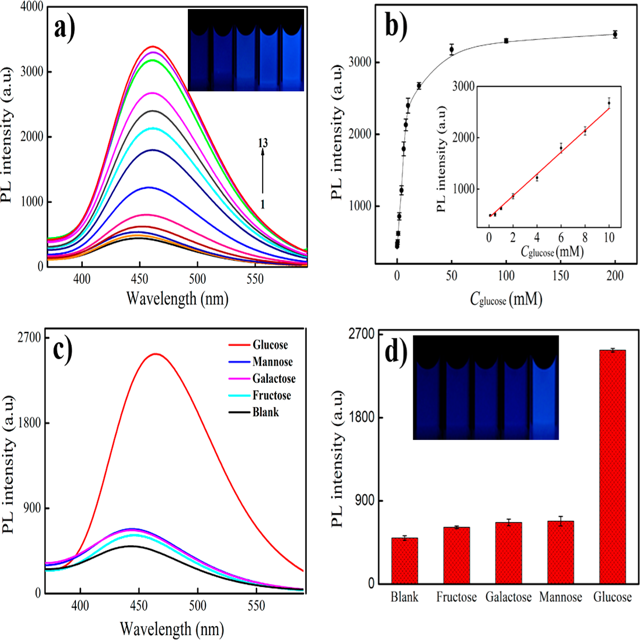 a)
4000
3000
2000
1000
0
PL intensity (a.u)
13
1
400
450
500
550
Wavelength (nm)
b)
3000
2000
1000
PL intensity (a.u)
0
50
100
150
200
Cglucose(mM)
3000
2000
1000
PL intensity (a.u)
0
2
4
6
8
10
Cglucose(mM)
c)
2700
1800
900
0
PL intensity (a.u)
Glucose
Mannose
Galactose
Fructose
Blank
400
450
500
550
Wavelength (nm)
d)
2700
1800
900
0
PL intensity (a.u)
Blank
Fructose
Galactose
Mannose
Glucose